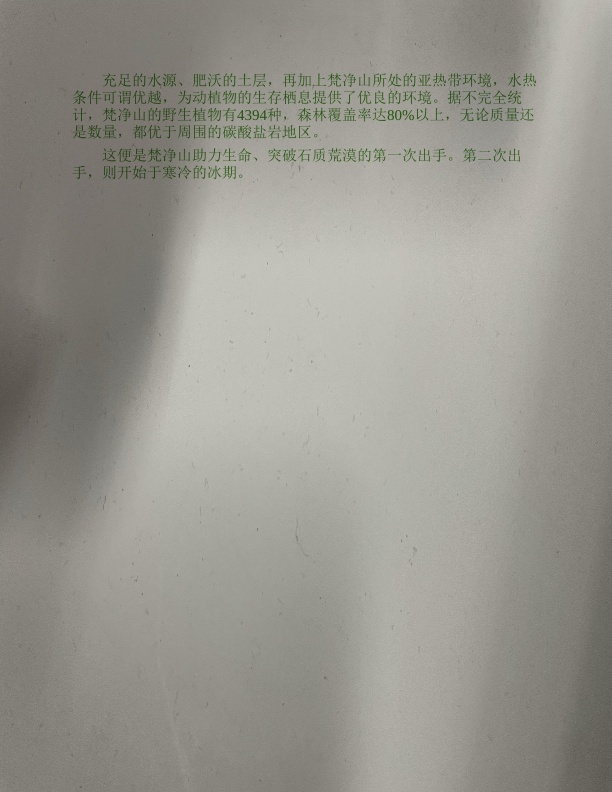 充足的水源、肥沃的土层，再加上梵净山所处的亚热带环境，水热
条件可谓优越，为动植物的生存栖息提供了优良的环境。据不完全统
计，梵净山的野生植物有4394种，森林覆盖率达80%以上，无论质量还
是数量，都优于周围的碳酸盐岩地区。
这便是梵净山助力生命、突破石质荒漠的第一次出手。第二次出
手，则开始于寒冷的冰期。